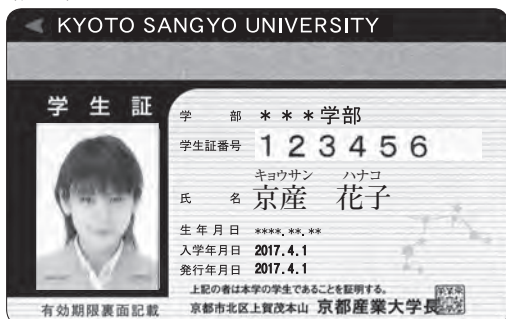 KYOTO SANGYO UNIVERSITY
学生証
学部 ***学部
学生証番号 123456
キョウサン ハナコ
氏名 京産 花子
生年月日 ****.**.**
入学年月日 2017.4.1
発行年月日 2017.4.1
上記の者は本学の学生であることを証明する。
京都市北区上賀茂本山 京都産業大学長
有効期限裏面記載